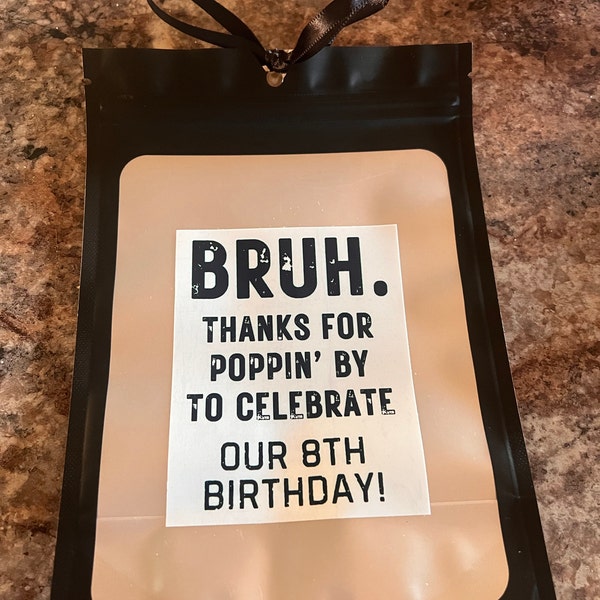 BRUH.
THANKS FOR
POPPIN' BY
TO CELEBRATE
OUR 8TH
BIRTHDAY!